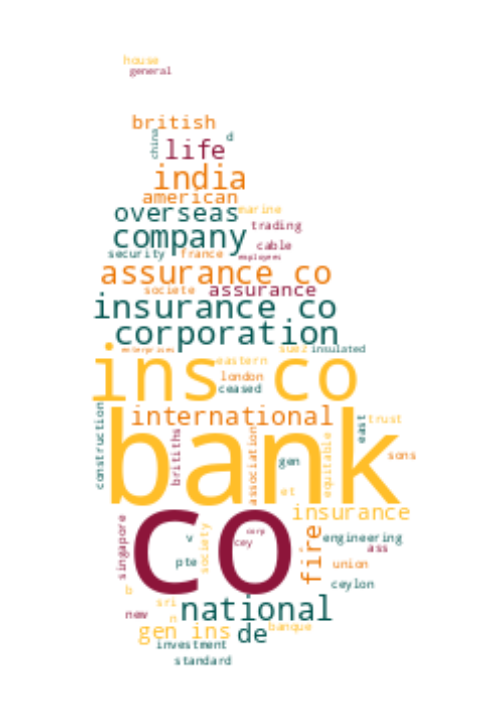 house
general
british
china
d
life
india
american
overseas
marine
trading
company
cable
security
france
employees
assurance co
societe
assurance
insurance co
corporation
enterprises
suez
insulated
ins co
eastern
london
ceased
international
construction
britiths
association
equitable
east
trust
bank
sons
gen
et
insurance
co
singapore
v
society
corp
cey
fire
engineering
ass
pte
union
ceylon
b
sri
new
n
national
gen ins
de
banque
investment
standard